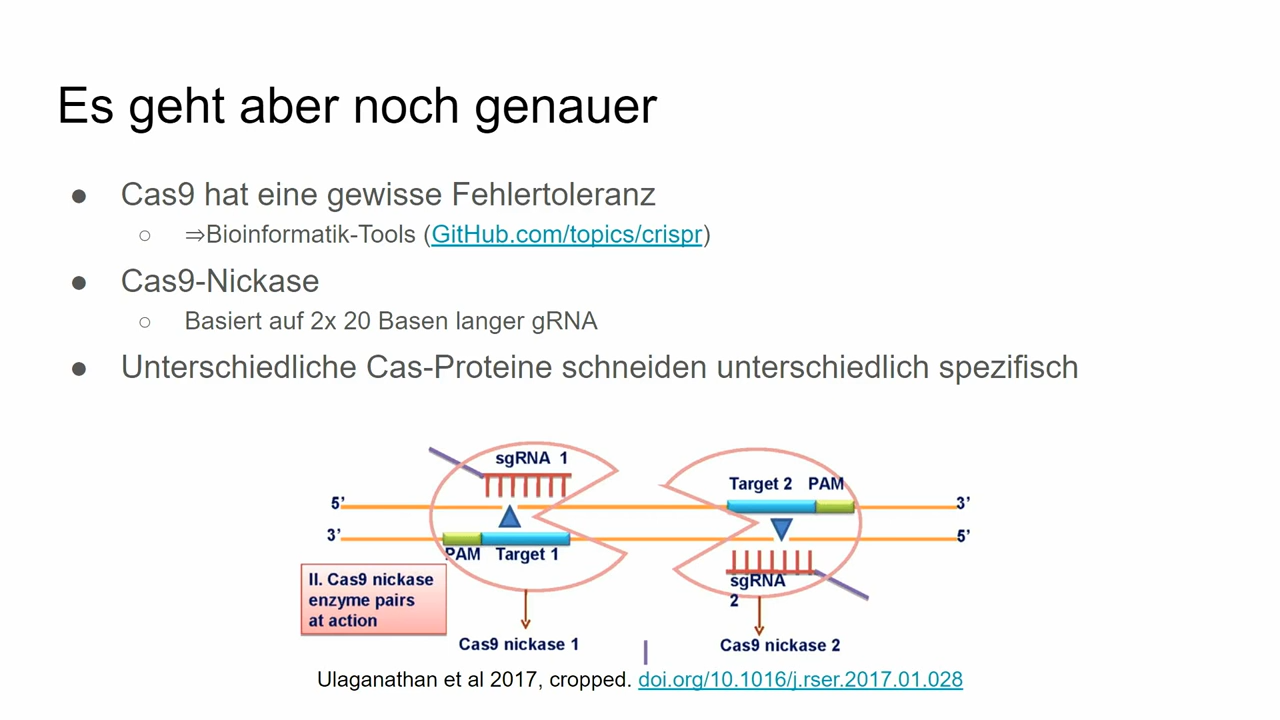 Es geht aber noch genauer
● Cas9 hat eine gewisse Fehlertoleranz
○ ⇒Bioinformatik-Tools (GitHub.com/topics/crispr)
● Cas9-Nickase
○ Basiert auf 2x 20 Basen langer gRNA
● Unterschiedliche Cas-Proteine schneiden unterschiedlich spezifisch
sgRNA 1
Target 2 PAM
5’ 3’
3’ 5’
PAM Target 1
sgRNA
2
II. Cas9 nickase
enzyme pairs
at action
Cas9 nickase 1
Cas9 nickase 2
Ulaganathan et al 2017, cropped. doi.org/10.1016/j.rser.2017.01.028